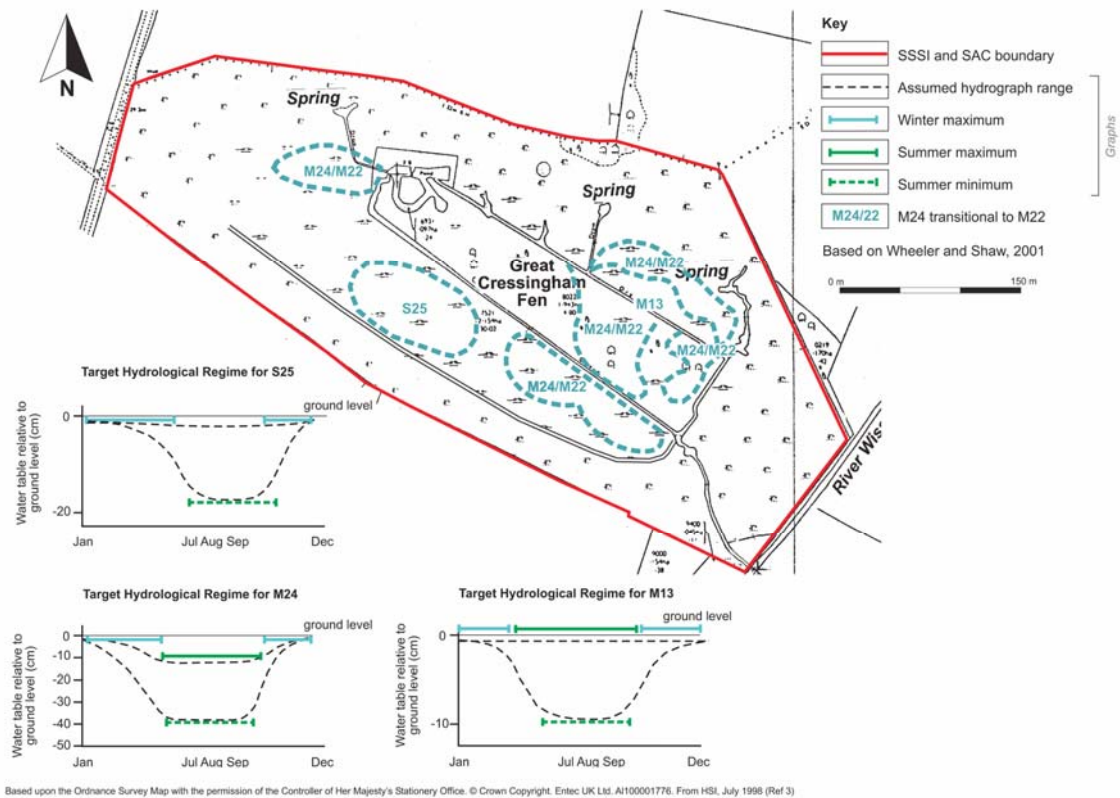 N
Spring
M24/M22
Spring
Great
Cressingham
Fen
M24/M22
Spring
M13
S25
M24/M22
M24/M22
M24/M22
River Wiss
Key
SSSI and SAC boundary
Assumed hydrograph range
Winter maximum
Summer maximum
Summer minimum
M24/22 M24 transitional to M22
Graphs
Based on Wheeler and Shaw, 2001
0 m 150 m
Target Hydrological Regime for S25
ground level
Water table relative to
ground level (cm)
0
-20
Jan Jul Aug Sep Dec
Target Hydrological Regime for M24
ground level
Water table relative to
ground level (cm)
0
-10
-20
-30
-40
-50
Jan Jul Aug Sep Dec
Target Hydrological Regime for M13
ground level
Water table relative to
ground level (cm)
0
-10
Jan Jul Aug Sep Dec
Based upon the Ordnance Survey Map with the permission of the Controller of Her Majesty's Stationery Office. © Crown Copyright. Entec UK Ltd. Al100001776. From HSI, July 1998 (Ref 3)